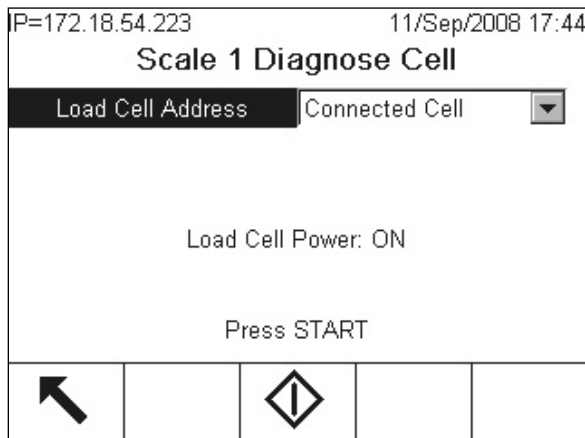 IP=172.18.54.223 11/Sep/2008 17:44
Scale 1 Diagnose Cell
Load Cell Address Connected Cell
Load Cell Power: ON
Press START